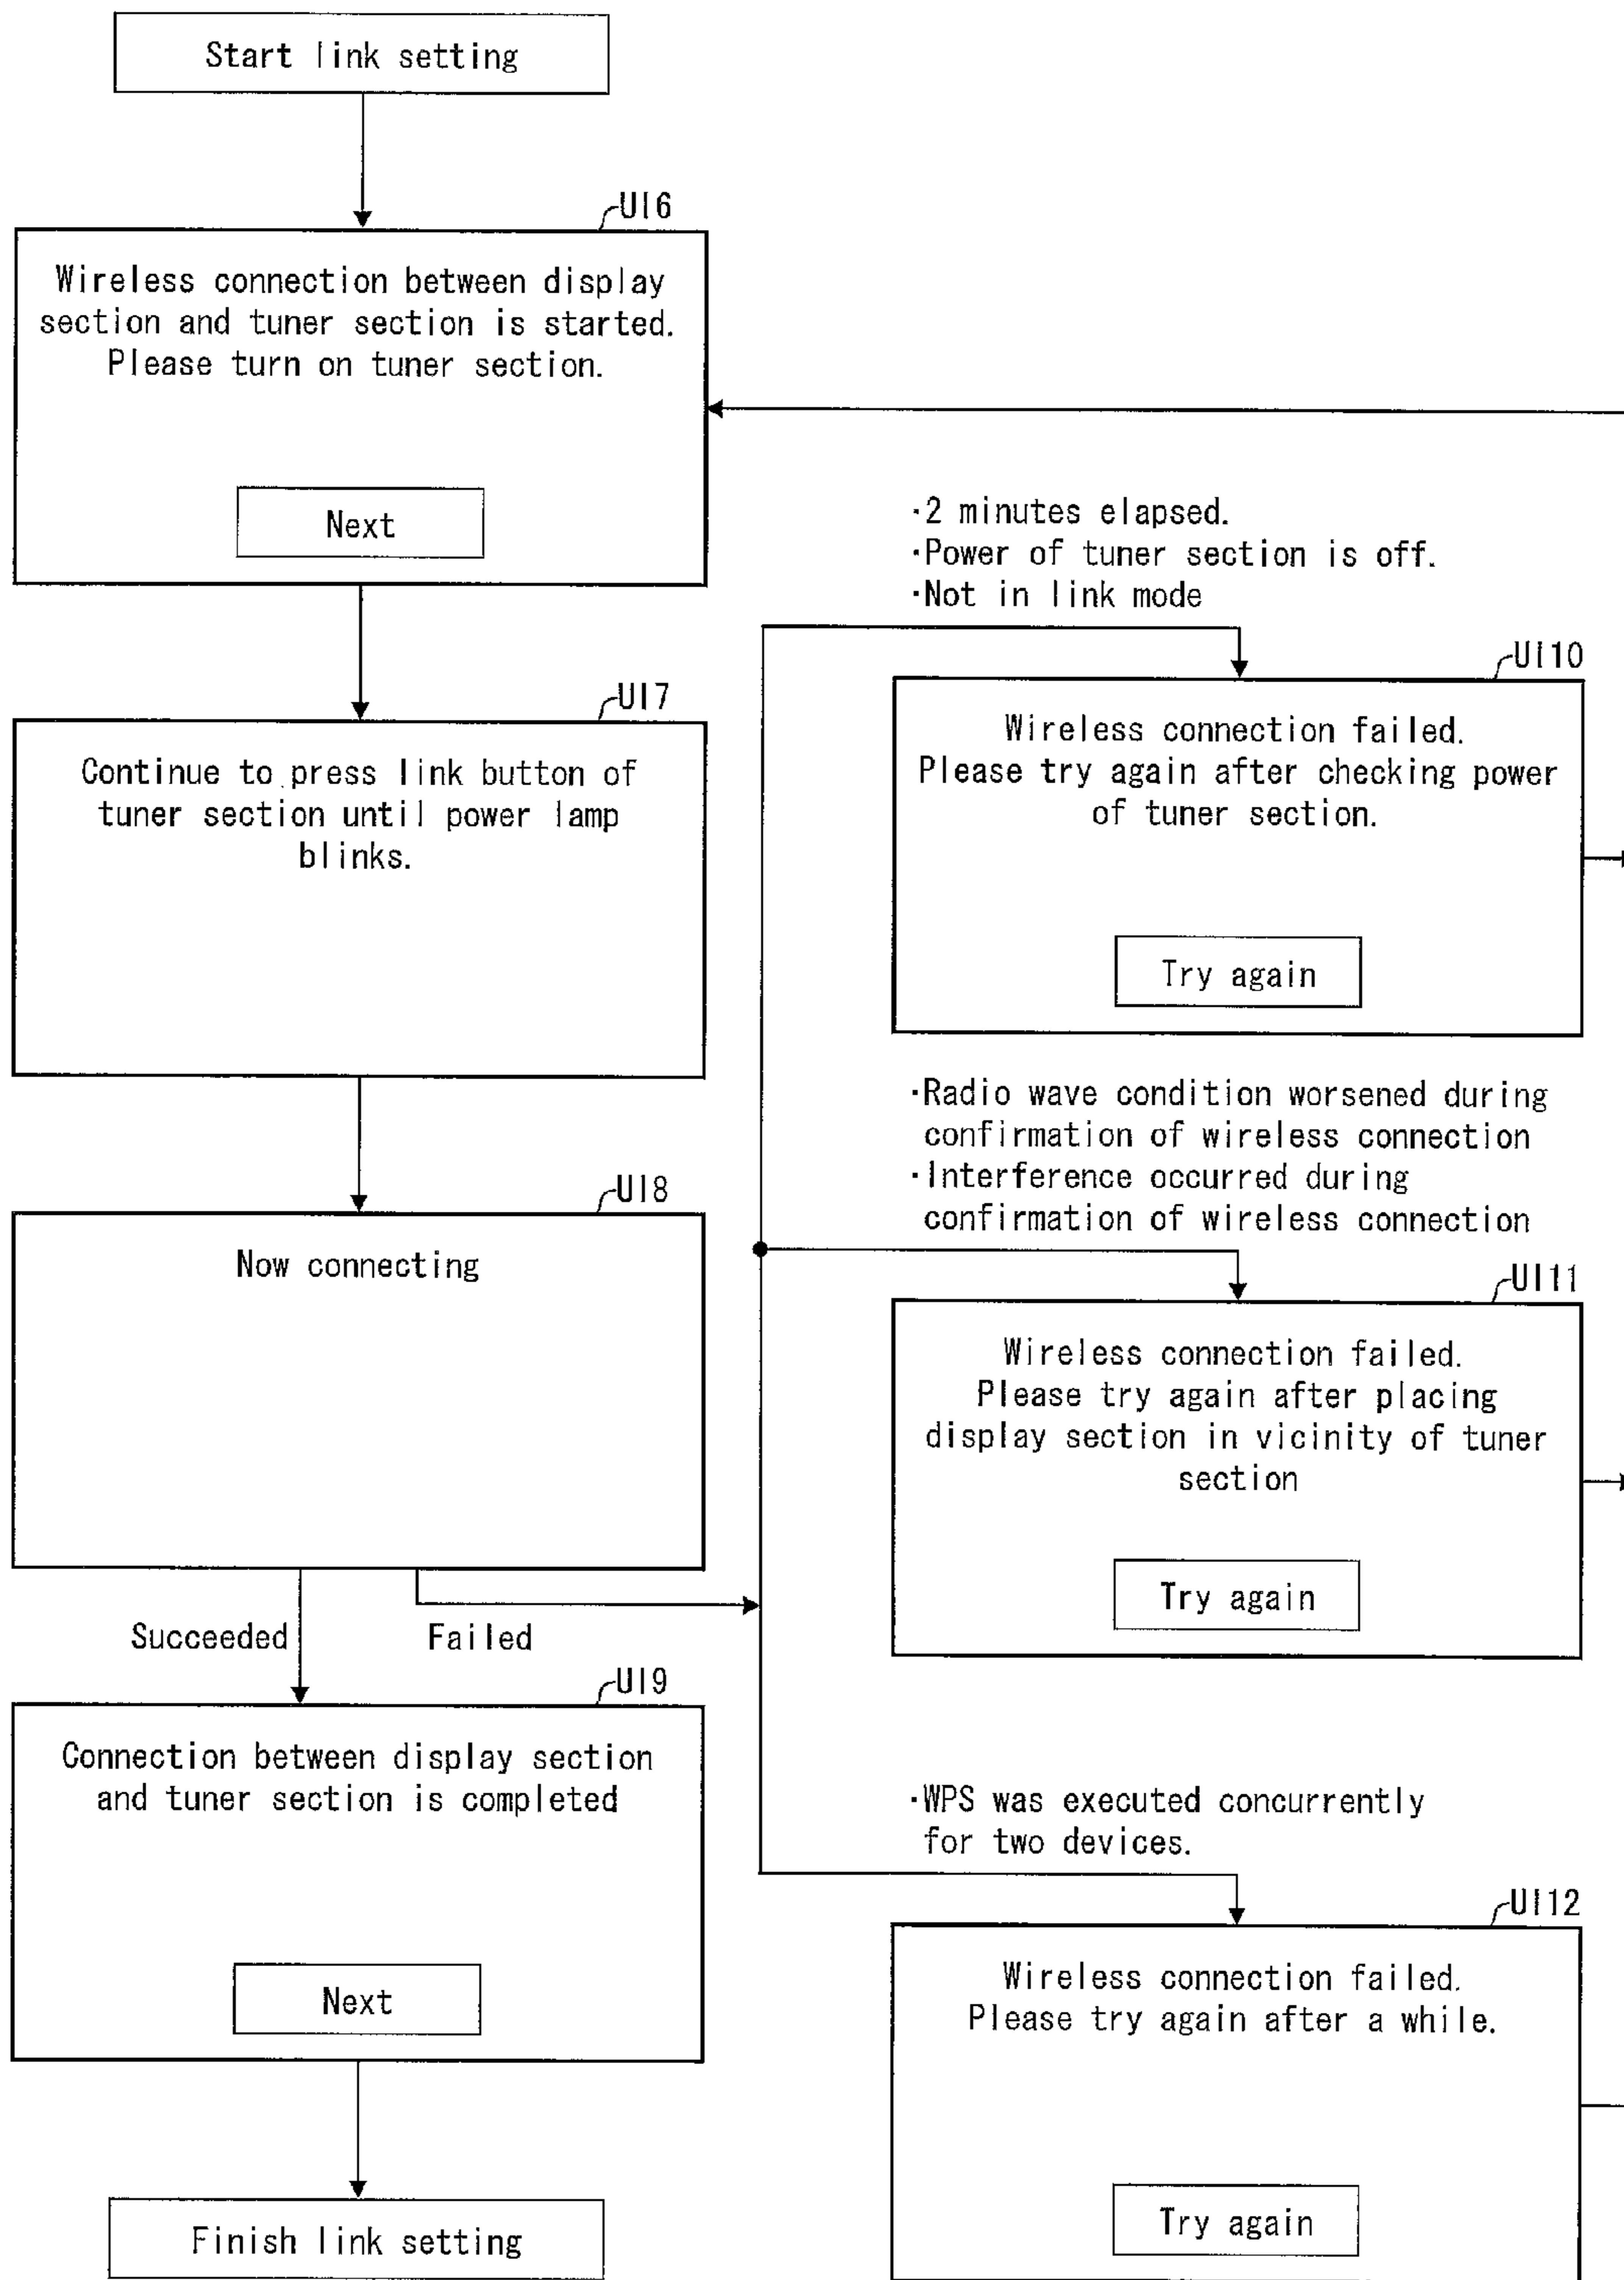 Start link setting
UI6
Wireless connection between display
section and tuner section is started.
Please turn on tuner section.
Next
UI7
Continue to press link button of
tuner section until power lamp
blinks.
UI8
Now connecting
Succeeded
Failed
UI9
Connection between display section
and tuner section is completed
Next
Finish link setting
·2 minutes elapsed.
·Power of tuner section is off.
·Not in link mode
UI10
Wireless connection failed.
Please try again after checking power
of tuner section.
Try again
·Radio wave condition worsened during
confirmation of wireless connection
·Interference occurred during
confirmation of wireless connection
UI11
Wireless connection failed.
Please try again after placing
display section in vicinity of tuner
section
Try again
·WPS was executed concurrently
for two devices.
UI12
Wireless connection failed.
Please try again after a while.
Try again